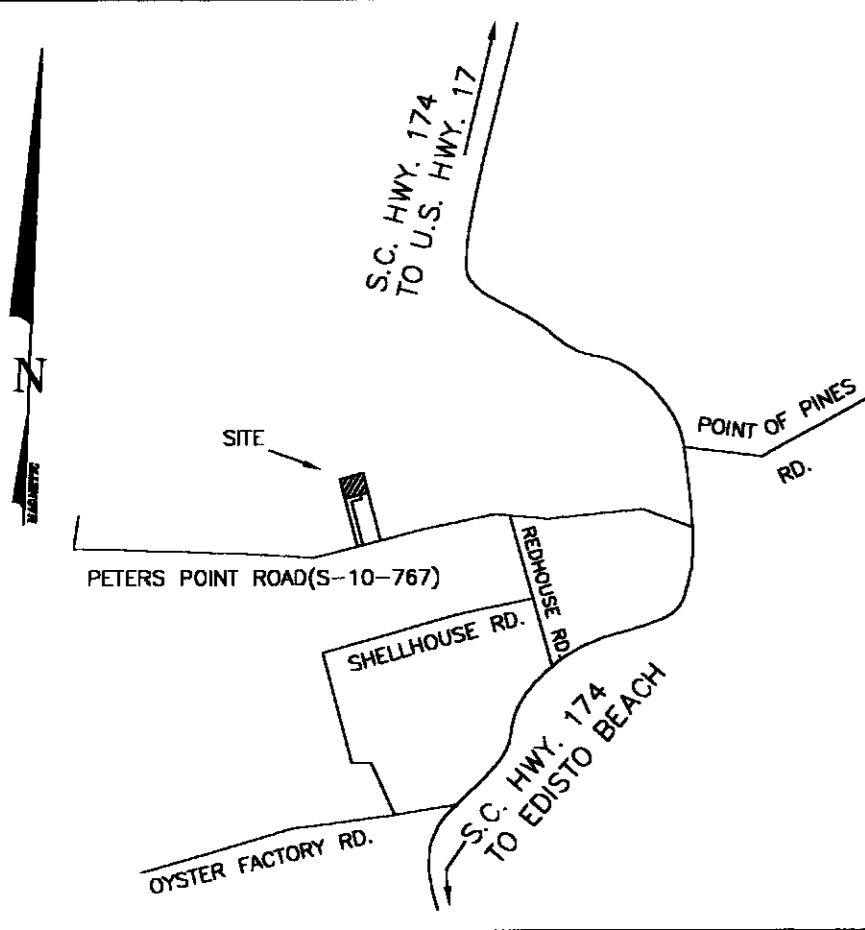 S.C. HWY. 174
TO U.S. HWY. 17
N
MAGNETIC
SITE
POINT OF PINES
RD.
PETERS POINT ROAD(S-10-767)
REDHOUSE RD.
SHELLHOUSE RD.
S.C. HWY. 174
TO EDISTO BEACH
OYSTER FACTORY RD.